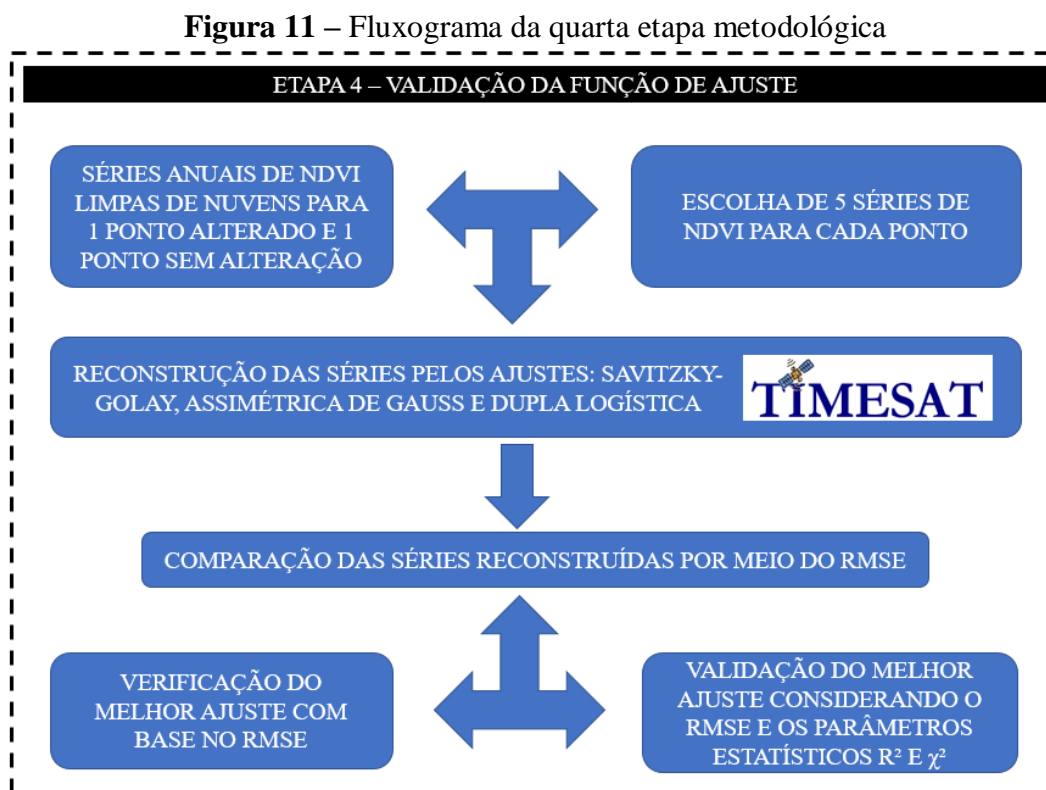 Figura 11 – Fluxograma da quarta etapa metodológica
ETAPA 4 – VALIDAÇÃO DA FUNÇÃO DE AJUSTE
SÉRIES ANUAIS DE NDVI
LIMPAS DE NUVENS PARA
1 PONTO ALTERADO E 1
PONTO SEM ALTERAÇÃO
ESCOLHA DE 5 SÉRIES DE
NDVI PARA CADA PONTO
RECONSTRUÇÃO DAS SÉRIES PELOS AJUSTES: SAVITZKY-
GOLAY, ASSIMÉTRICA DE GAUSS E DUPLA LOGÍSTICA
TIMESAT
COMPARAÇÃO DAS SÉRIES RECONSTRUÍDAS POR MEIO DO RMSE
VERIFICAÇÃO DO
MELHOR AJUSTE COM
BASE NO RMSE
VALIDAÇÃO DO MELHOR
AJUSTE CONSIDERANDO O
RMSE E OS PARÂMETROS
ESTATÍSTICOS R² E χ²